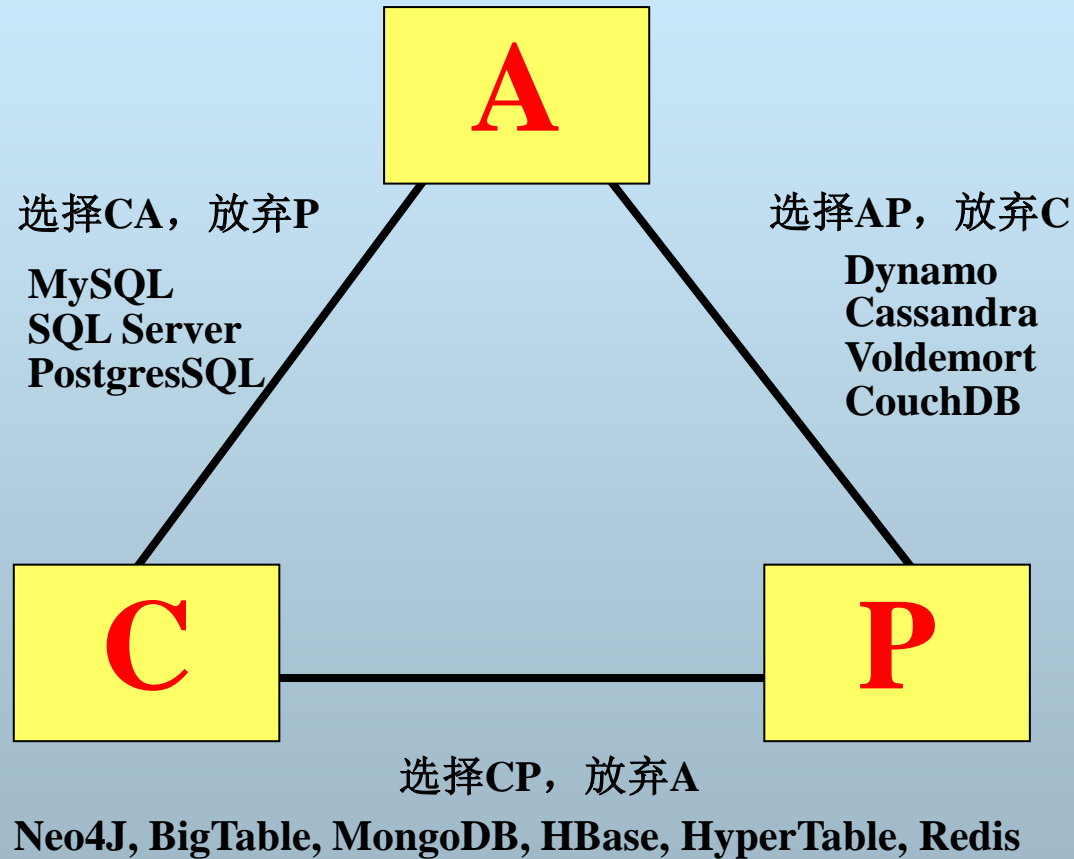 A
选择CA，放弃P
MySQL
SQL Server
PostgresSQL
选择AP，放弃C
Dynamo
Cassandra
Voldemort
CouchDB
C
P
选择CP，放弃A
Neo4J, BigTable, MongoDB, HBase, HyperTable, Redis